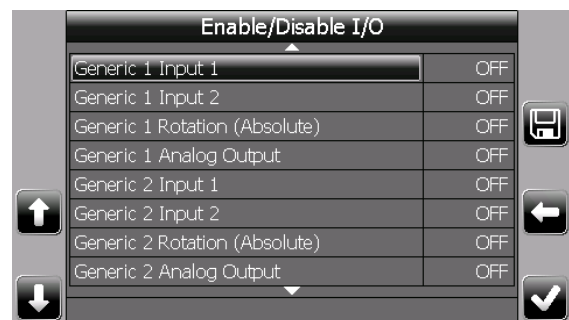 Enable/Disable I/O
Generic 1 Input 1 OFF
Generic 1 Input 2 OFF
Generic 1 Rotation (Absolute) OFF
Generic 1 Analog Output OFF
Generic 2 Input 1 OFF
Generic 2 Input 2 OFF
Generic 2 Rotation (Absolute) OFF
Generic 2 Analog Output OFF